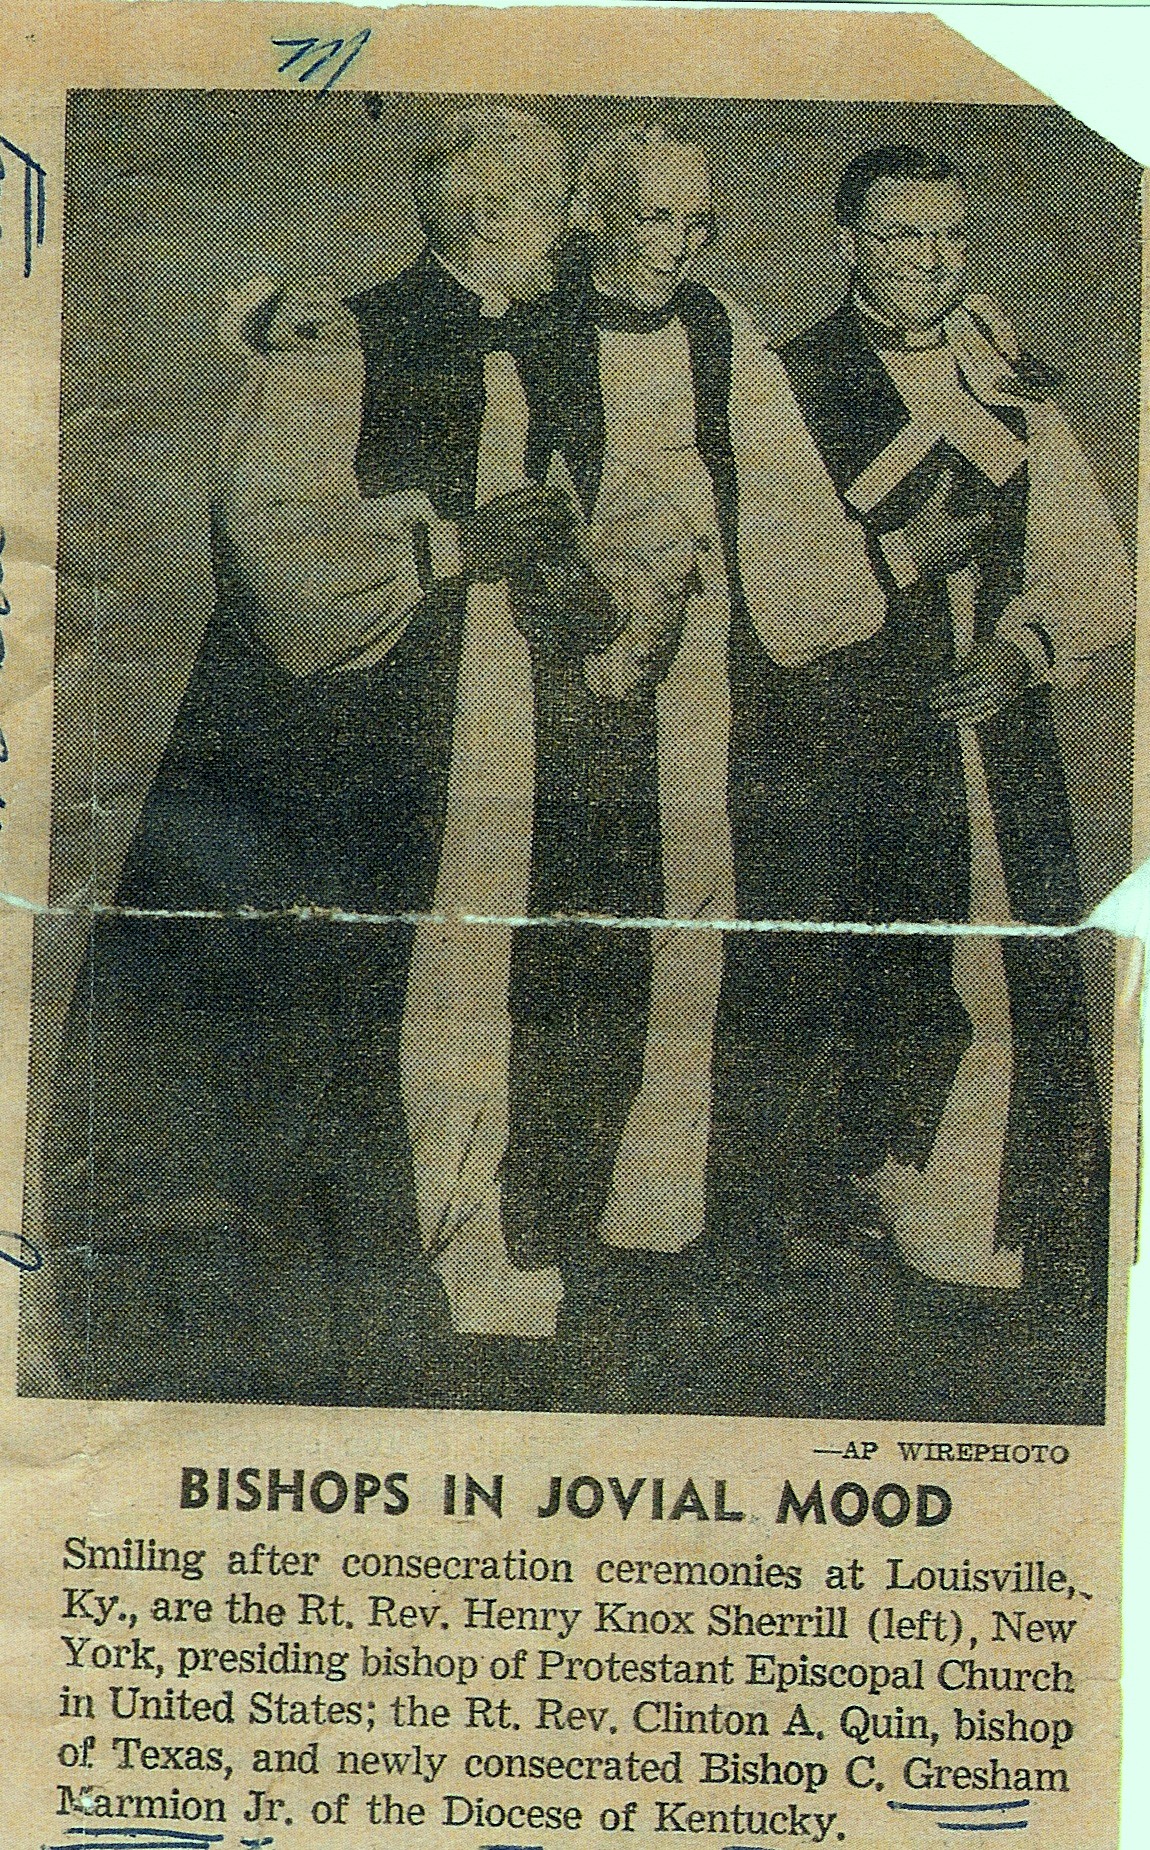 M
—AP WIREPHOTO
BISHOPS IN JOVIAL MOOD
Smiling after consecration ceremonies at Louisville,
Ky., are the Rt. Rev. Henry Knox Sherrill (left), New
York, presiding bishop of Protestant Episcopal Church
in United States; the Rt. Rev. Clinton A. Quin, bishop
of Texas, and newly consecrated Bishop C. Gresham
Marmion Jr. of the Diocese of Kentucky.